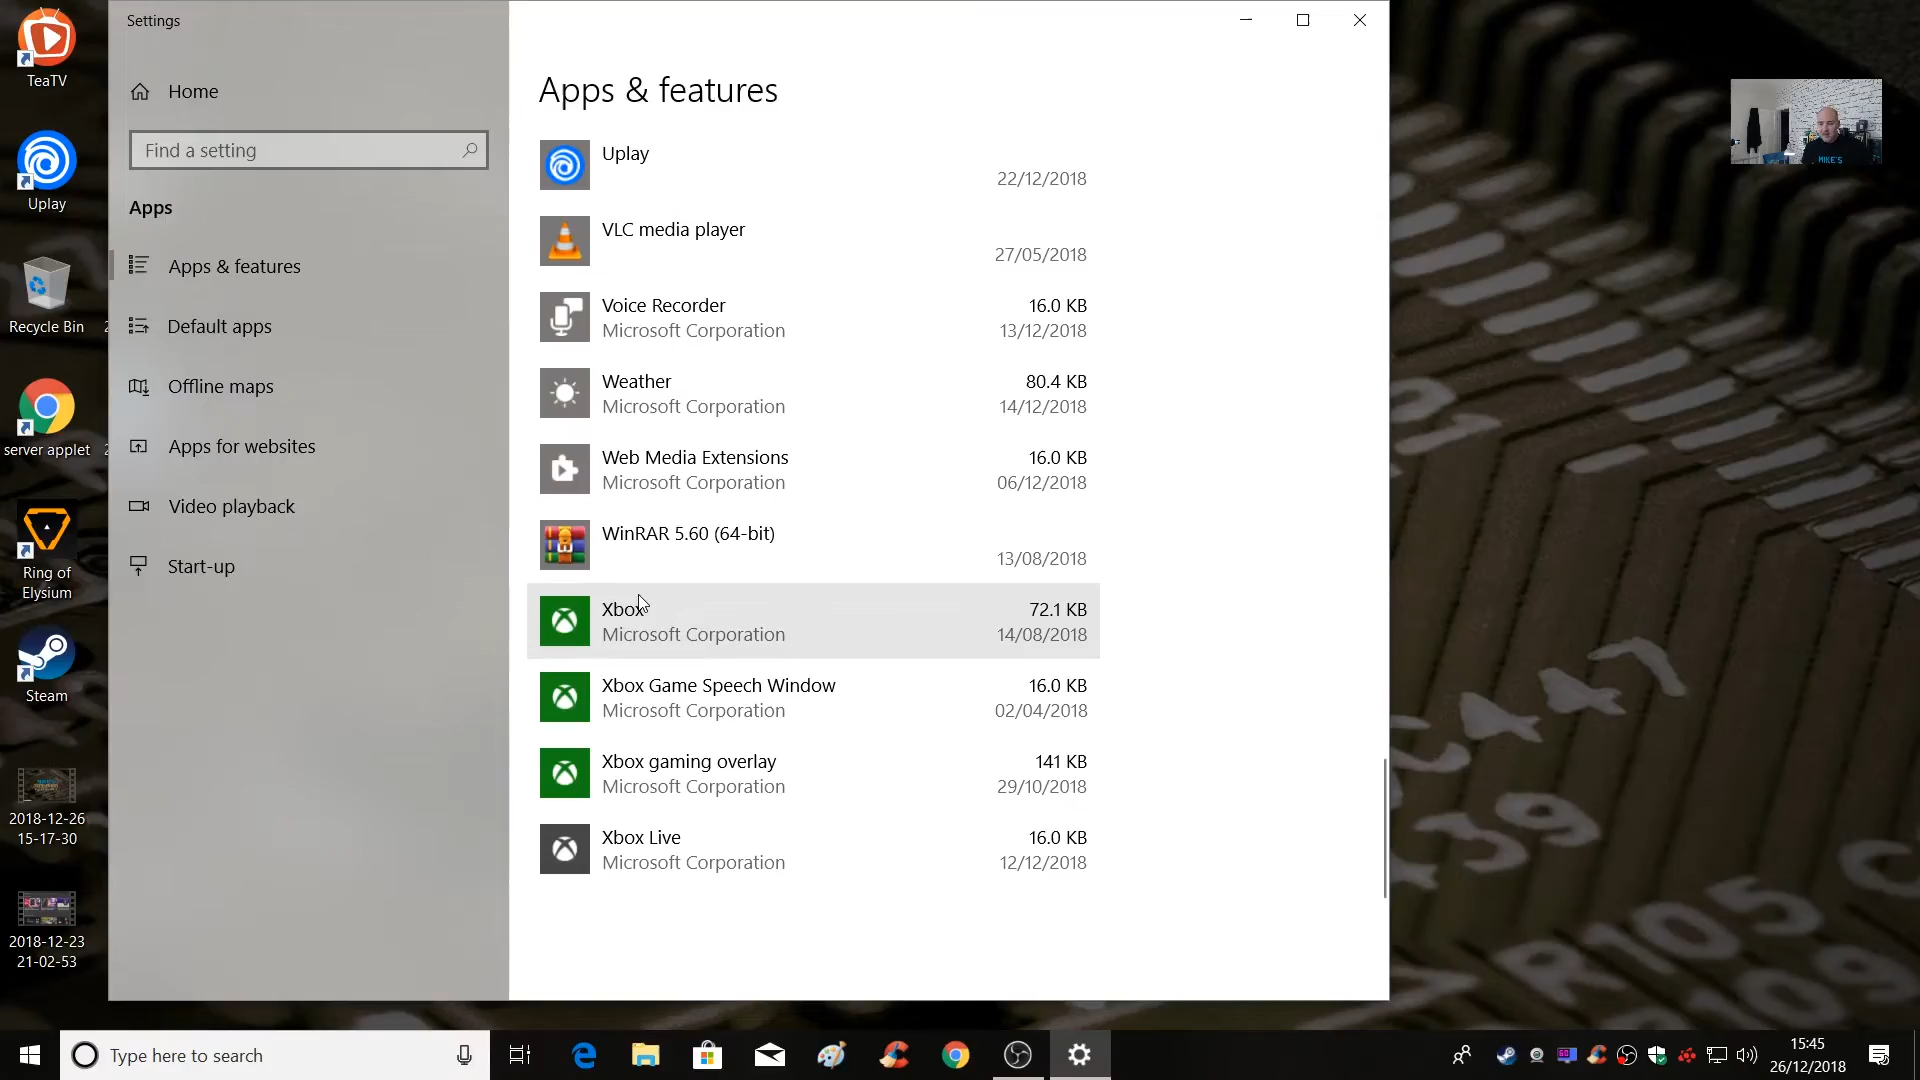 Settings
Home
Find a setting
Apps
Apps & features
Default apps
Offline maps
Apps for websites
Video playback
Start-up
Apps & features
Uplay
22/12/2018
VLC media player
27/05/2018
Voice Recorder 16.0 KB
Microsoft Corporation 13/12/2018
Weather 80.4 KB
Microsoft Corporation 14/12/2018
Web Media Extensions 16.0 KB
Microsoft Corporation 06/12/2018
WinRAR 5.60 (64-bit)
13/08/2018
Xbox 72.1 KB
Microsoft Corporation 14/08/2018
Xbox Game Speech Window 16.0 KB
Microsoft Corporation 02/04/2018
Xbox gaming overlay 141 KB
Microsoft Corporation 29/10/2018
Xbox Live 16.0 KB
Microsoft Corporation 12/12/2018
TeaTV
Uplay
Recycle Bin
server applet
Ring of
Elysium
Steam
2018-12-26
15-17-30
2018-12-23
21-02-53
MIKE'S
R105 C
109
Type here to search
15:45
26/12/2018